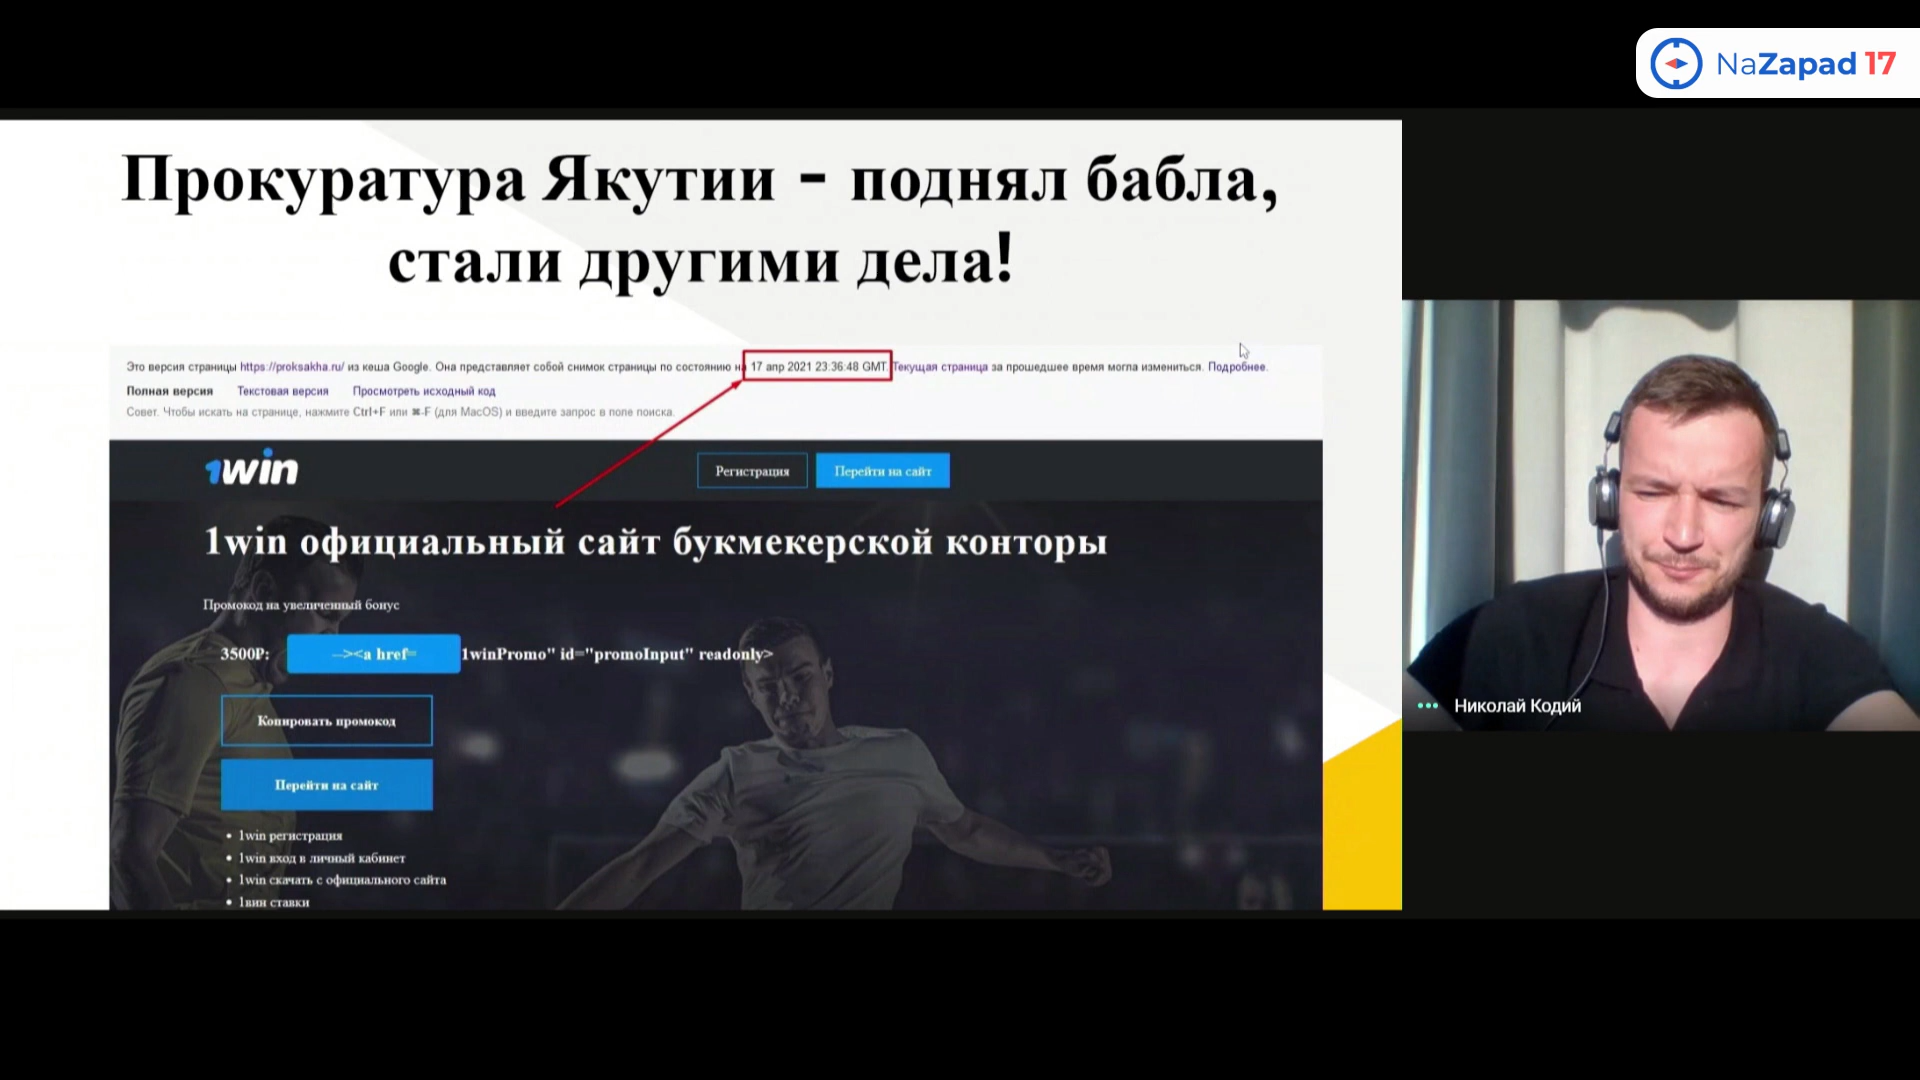 NaZapad 17
Прокуратура Якутии - поднял бабла,
стали другими дела!
Это версия страницы https://proksakha.ru/ из кеша Google. Она представляет собой снимок страницы по состоянию на 17 апр 2021 23:36:48 GMT. Текущая страница за прошедшее время могла измениться. Подробнее.
Полная версия Текстовая версия Просмотреть исходный код
Совет. Чтобы искать на странице, нажмите Ctrl+F или ⌘-F (для MacOS) и введите запрос в поле поиска.
1win Регистрация Перейти на сайт
1win официальный сайт букмекерской конторы
Промокод на увеличенный бонус
3500Р: --><a href= 1winPromo" id="promoInput" readonly>
Копировать промокод
Николай Кодий
Перейти на сайт
• 1win регистрация
• 1win вход в личный кабинет
• 1win скачать с официального сайта
• 1вин ставки